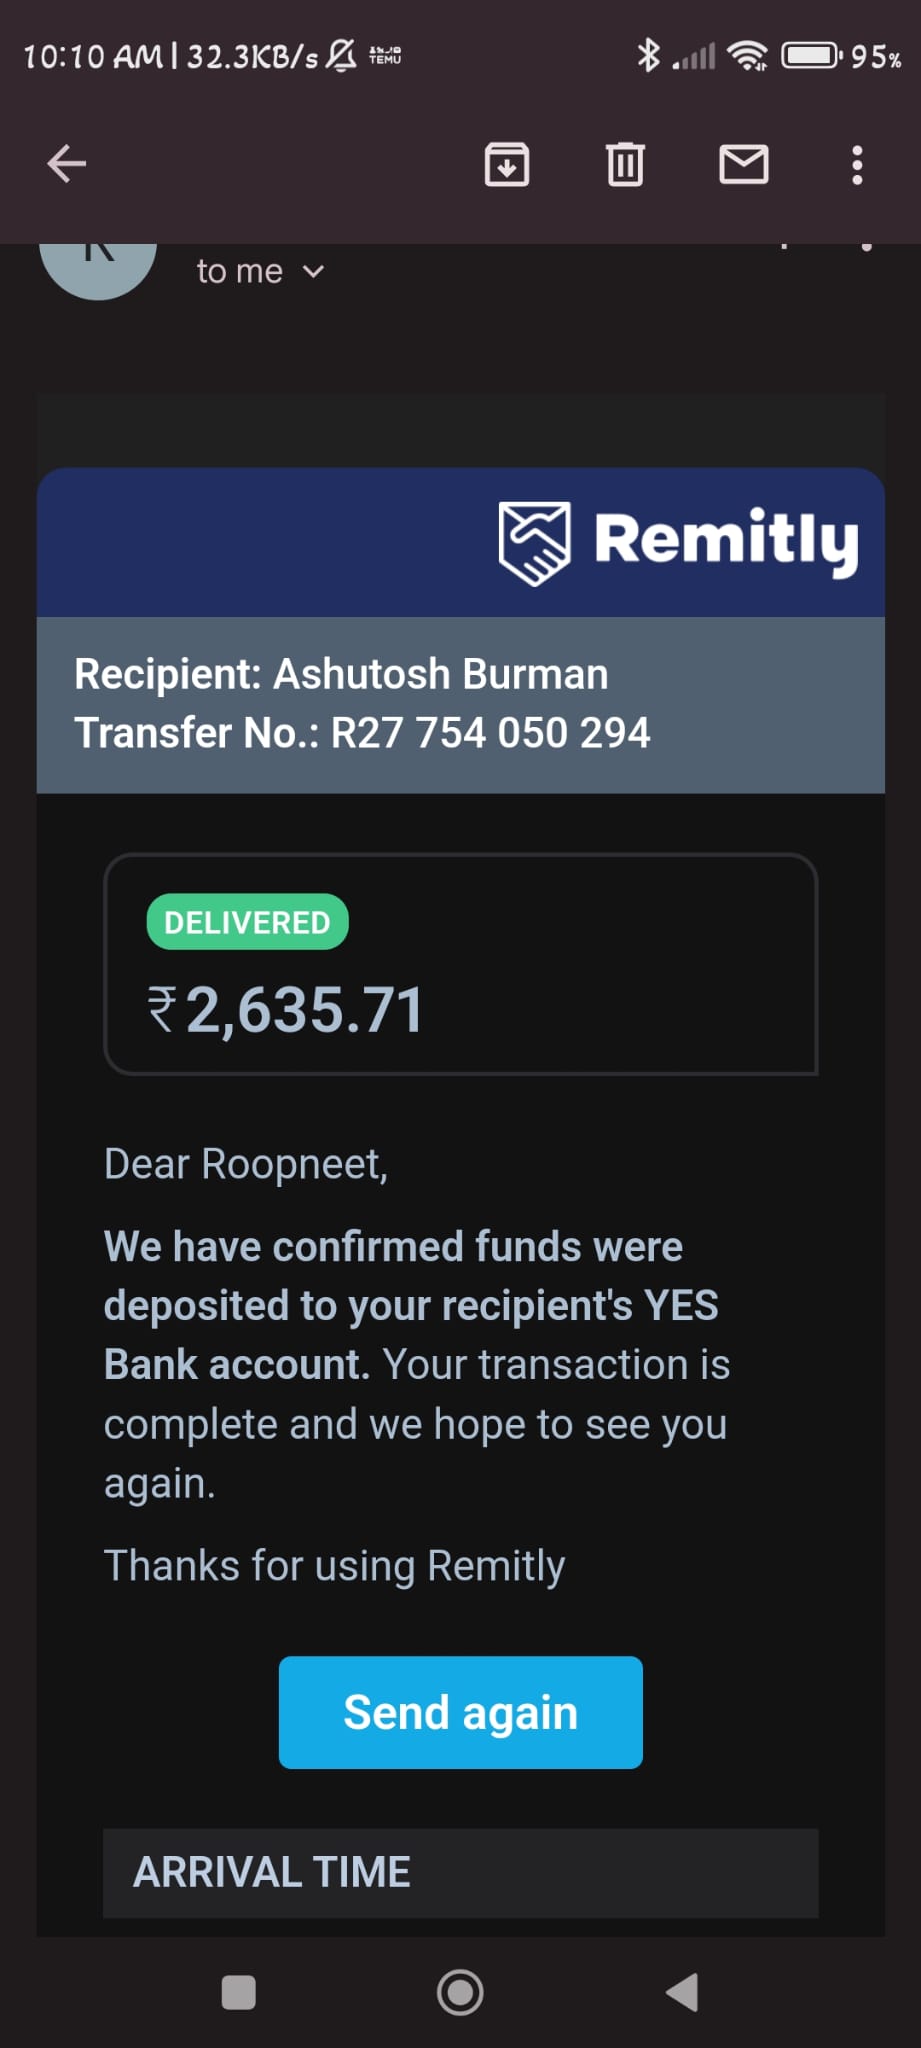 10:10 AM | 32.3KB/s
TEMU
95%
to me
Remitly
Recipient: Ashutosh Burman
Transfer No.: R27 754 050 294
DELIVERED
₹2,635.71
Dear Roopneet,
We have confirmed funds were
deposited to your recipient's YES
Bank account. Your transaction is
complete and we hope to see you
again.
Thanks for using Remitly
Send again
ARRIVAL TIME